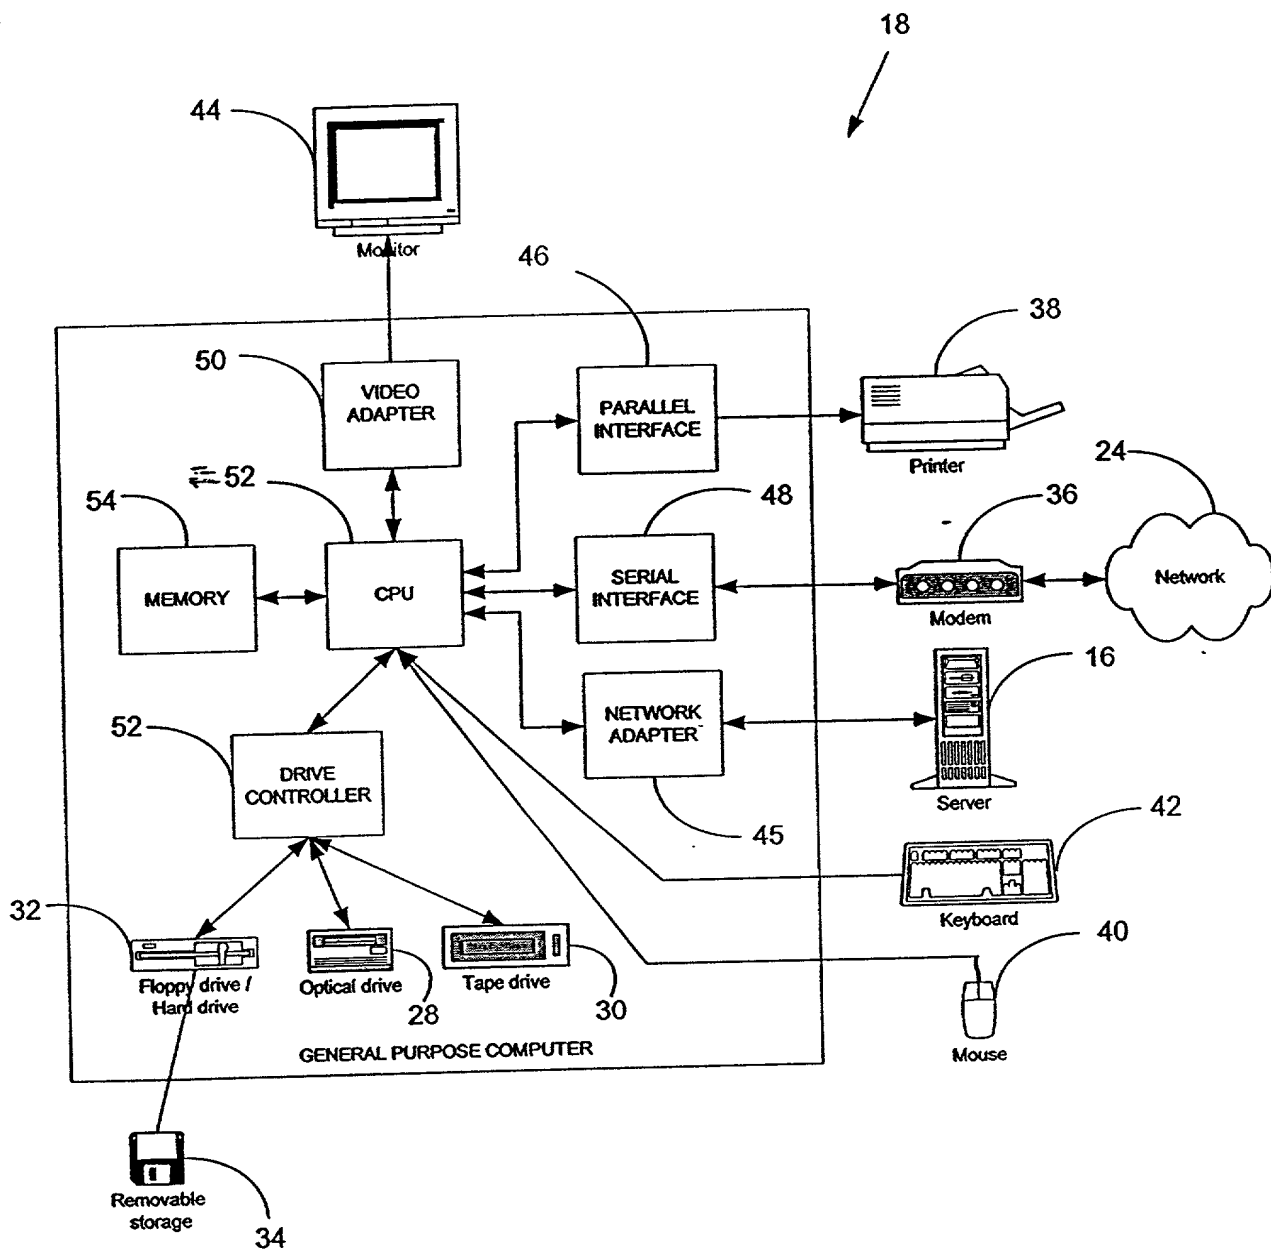 18
44
Monitor
46
38
50
VIDEO
ADAPTER
PARALLEL
INTERFACE
Printer
24
52
54
48
36
MEMORY
CPU
SERIAL
INTERFACE
Network
Modem
16
NETWORK
ADAPTER
52
DRIVE
CONTROLLER
Server
45
42
Keyboard
32
40
Floppy drive /
Hard drive
Optical drive
Tape drive
28
30
GENERAL PURPOSE COMPUTER
Mouse
Removable
storage
34